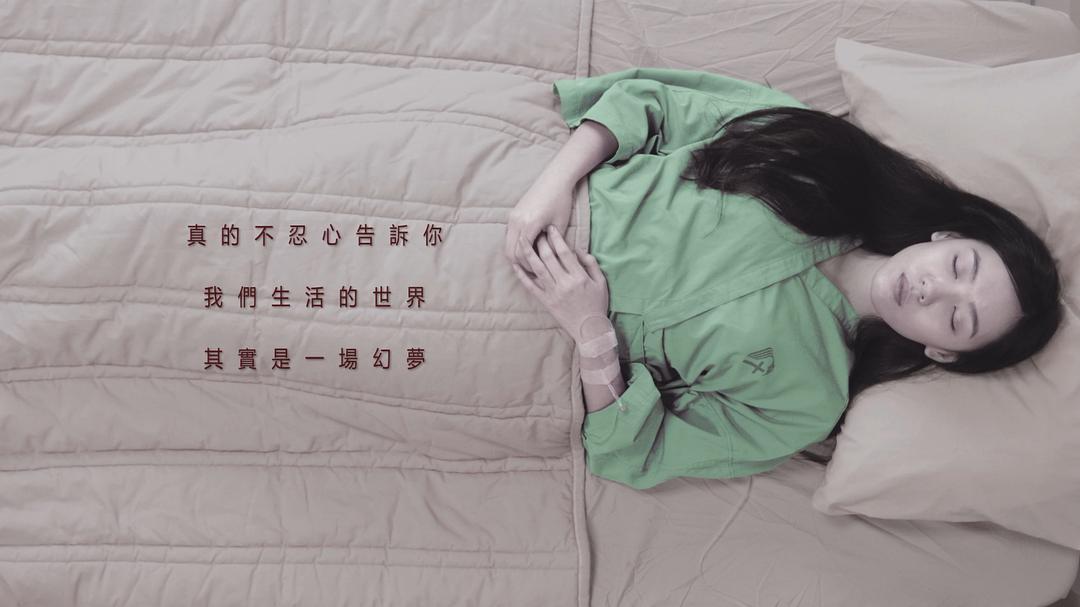 真的不忍心告訴你
我們生活的世界
其實是一場幻夢